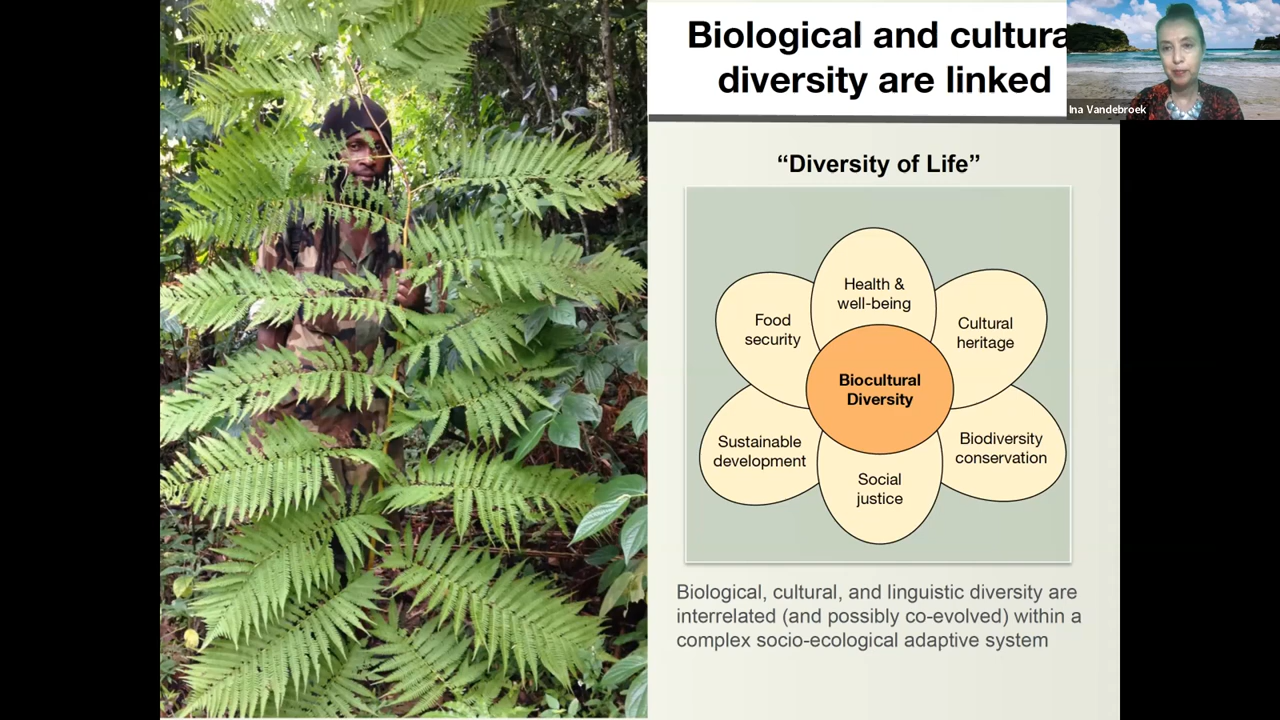 Biological and cultura
diversity are linked
Ina Vandebroek
“Diversity of Life”
Health &
well-being
Food
security
Cultural
heritage
Biocultural
Diversity
Sustainable
development
Biodiversity
conservation
Social
justice
Biological, cultural, and linguistic diversity are
interrelated (and possibly co-evolved) within a
complex socio-ecological adaptive system